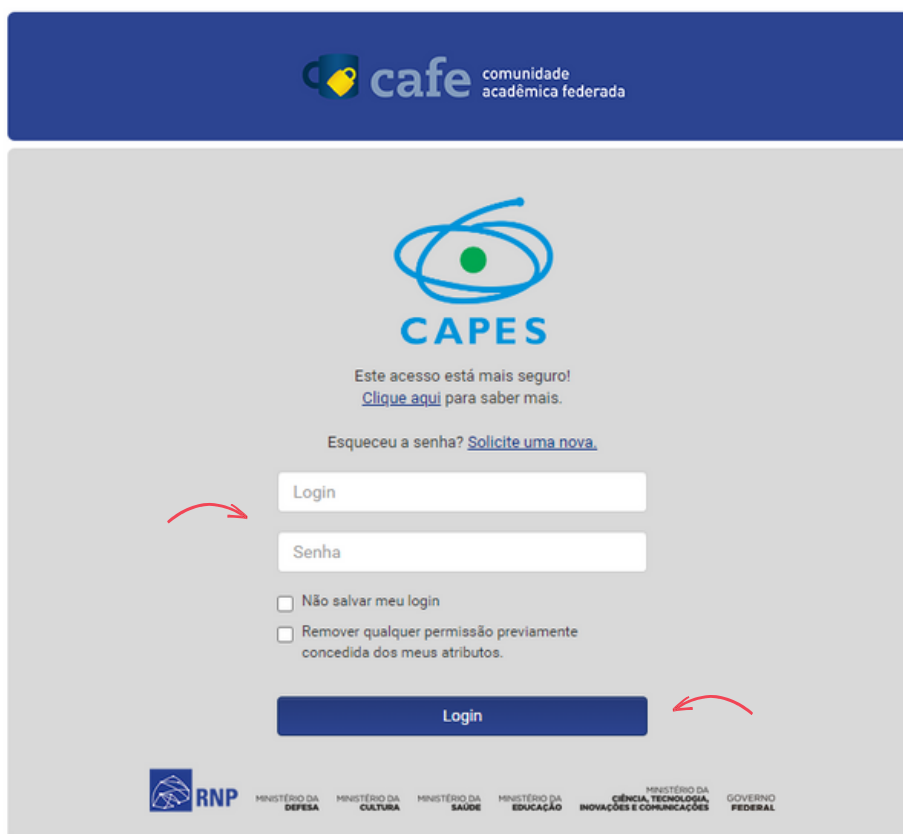 cafe comunidade
acadêmica federada
CAPES
Este acesso está mais seguro!
Clique aqui para saber mais.
Esqueceu a senha? Solicite uma nova.
Login
Senha
Não salvar meu login
Remover qualquer permissão previamente
concedida dos meus atributos.
Login
RNP
MINISTÉRIO DA
DEFESA
MINISTÉRIO DA
CULTURA
MINISTÉRIO DA
SAÚDE
MINISTÉRIO DA
EDUCAÇÃO
MINISTÉRIO DA
CIÊNCIA, TECNOLOGIA,
INOVAÇÕES E COMUNICAÇÕES
GOVERNO
FEDERAL